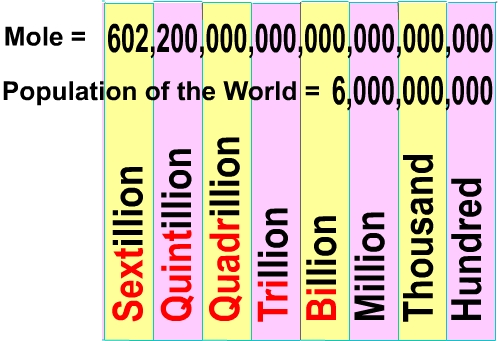 Mole = 602,200,000,000,000,000,000,000
Population of the World = 6,000,000,000
Sextillion
Quintillion
Quadrillion
Trillion
Billion
Million
Thousand
Hundred